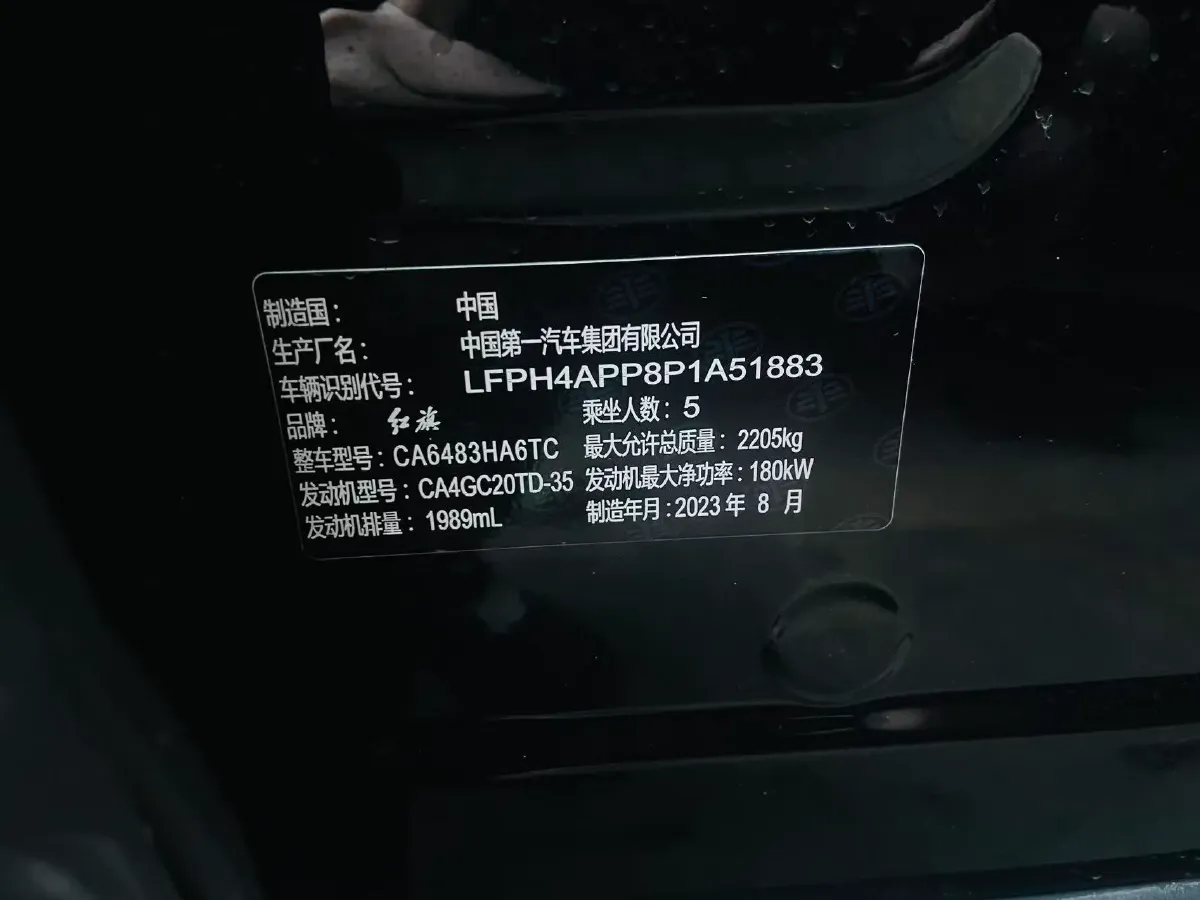 制造国： 中国
生产厂名： 中国第一汽车集团有限公司
车辆识别代号： LFPH4APP8P1A51883
品牌： 红旗 乘坐人数：5
整车型号：CA6483HA6TC 最大允许总质量：2205kg
发动机型号：CA4GC20TD-35 发动机最大净功率：180kW
发动机排量：1989mL 制造年月：2023年 8 月